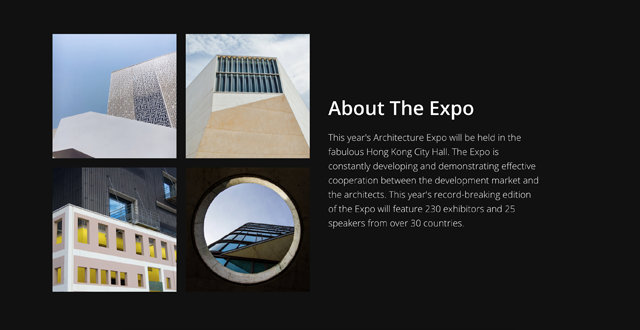 About The Expo
This year's Architecture Expo will be held in the
fabulous Hong Kong City Hall. The Expo is
constantly developing and demonstrating effective
cooperation between the development market and
the architects. This year's record-breaking edition
of the Expo will feature 230 exhibitors and 25
speakers from over 30 countries.